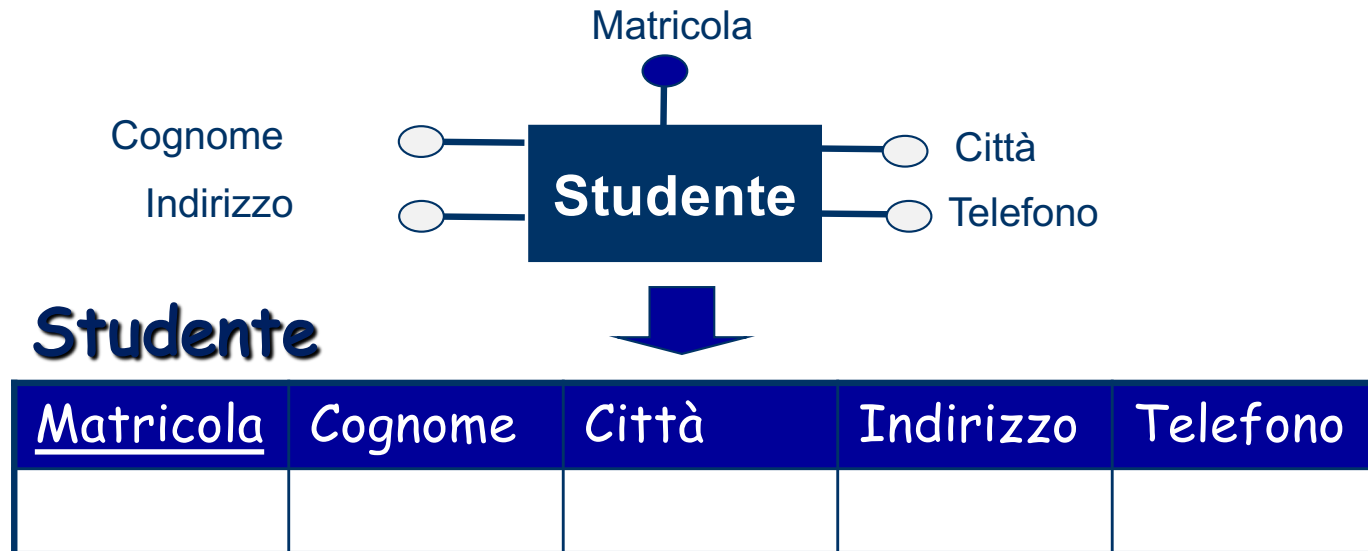 Matricola
Cognome
Città
Indirizzo
Studente
Telefono
Studente
Matricola Cognome Città Indirizzo Telefono